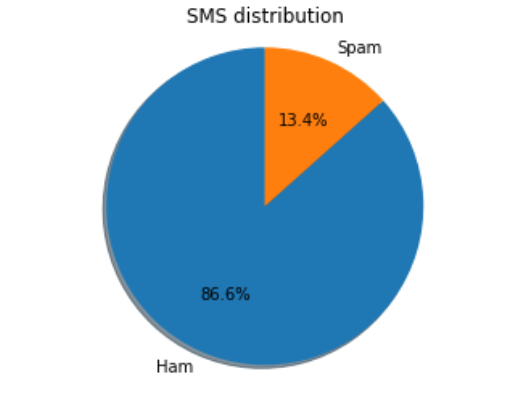 SMS distribution
Spam
13.4%
86.6%
Ham